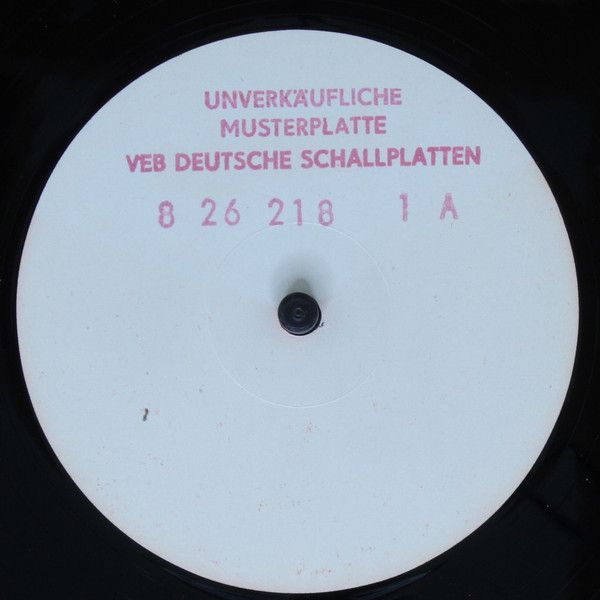 UNVERKÄUFLICHE
MUSTERPLATTE
VEB DEUTSCHE SCHALLPLATTEN
8 26 218 1 A